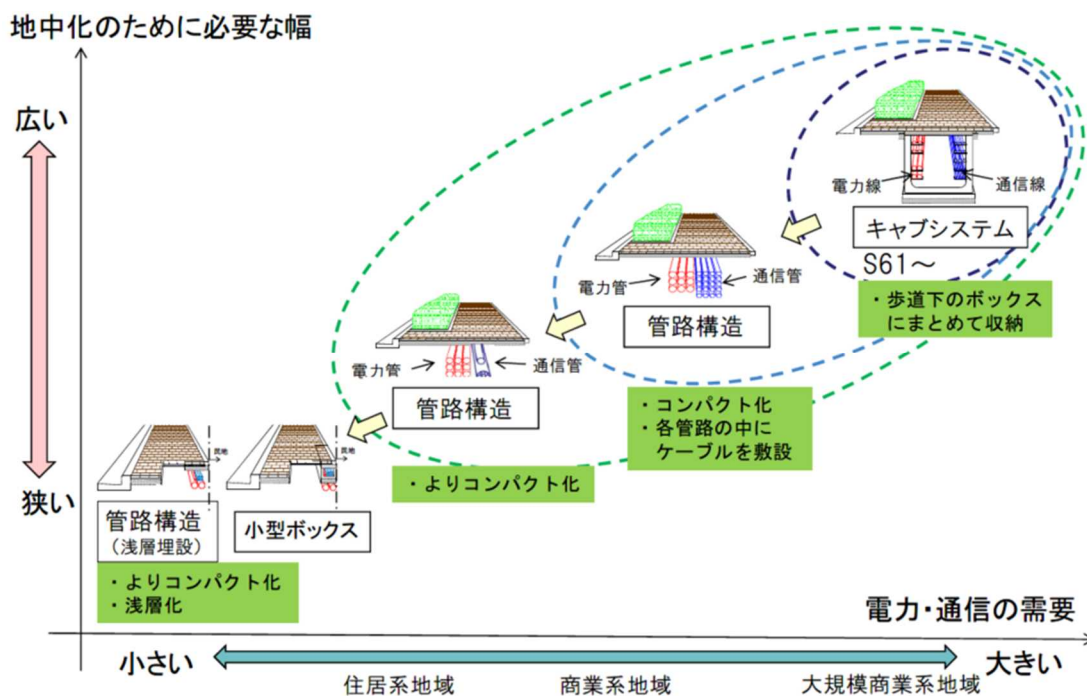 地中化のために必要な幅
広い
電力線
通信線
キャブシステム
S61～
・歩道下のボックス
にまとめて収納
電力管
通信管
管路構造
・コンパクト化
・各管路の中に
ケーブルを敷設
電力管
通信管
管路構造
・よりコンパクト化
民地
民地
狭い
管路構造
（浅層埋設）
小型ボックス
・よりコンパクト化
・浅層化
電力・通信の需要
小さい
大きい
住居系地域
商業系地域
大規模商業系地域